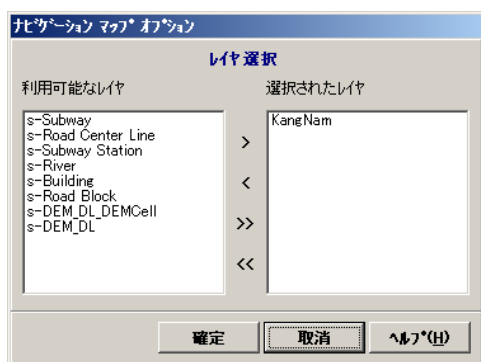 ﾅﾋﾞｹﾞｰｼｮﾝ ﾏｯﾌﾟ ｵﾌﾟｼｮﾝ
ﾚｲﾔ選択
利用可能なﾚｲﾔ 選択されたﾚｲﾔ
s-Subway
s-Road Center Line
s-Subway Station
s-River
s-Building
s-Road Block
s-DEM_DL_DEMCell
s-DEM_DL
>
<
>>
<<
KangNam
確定 取消 ﾍﾙﾌﾟ(H)